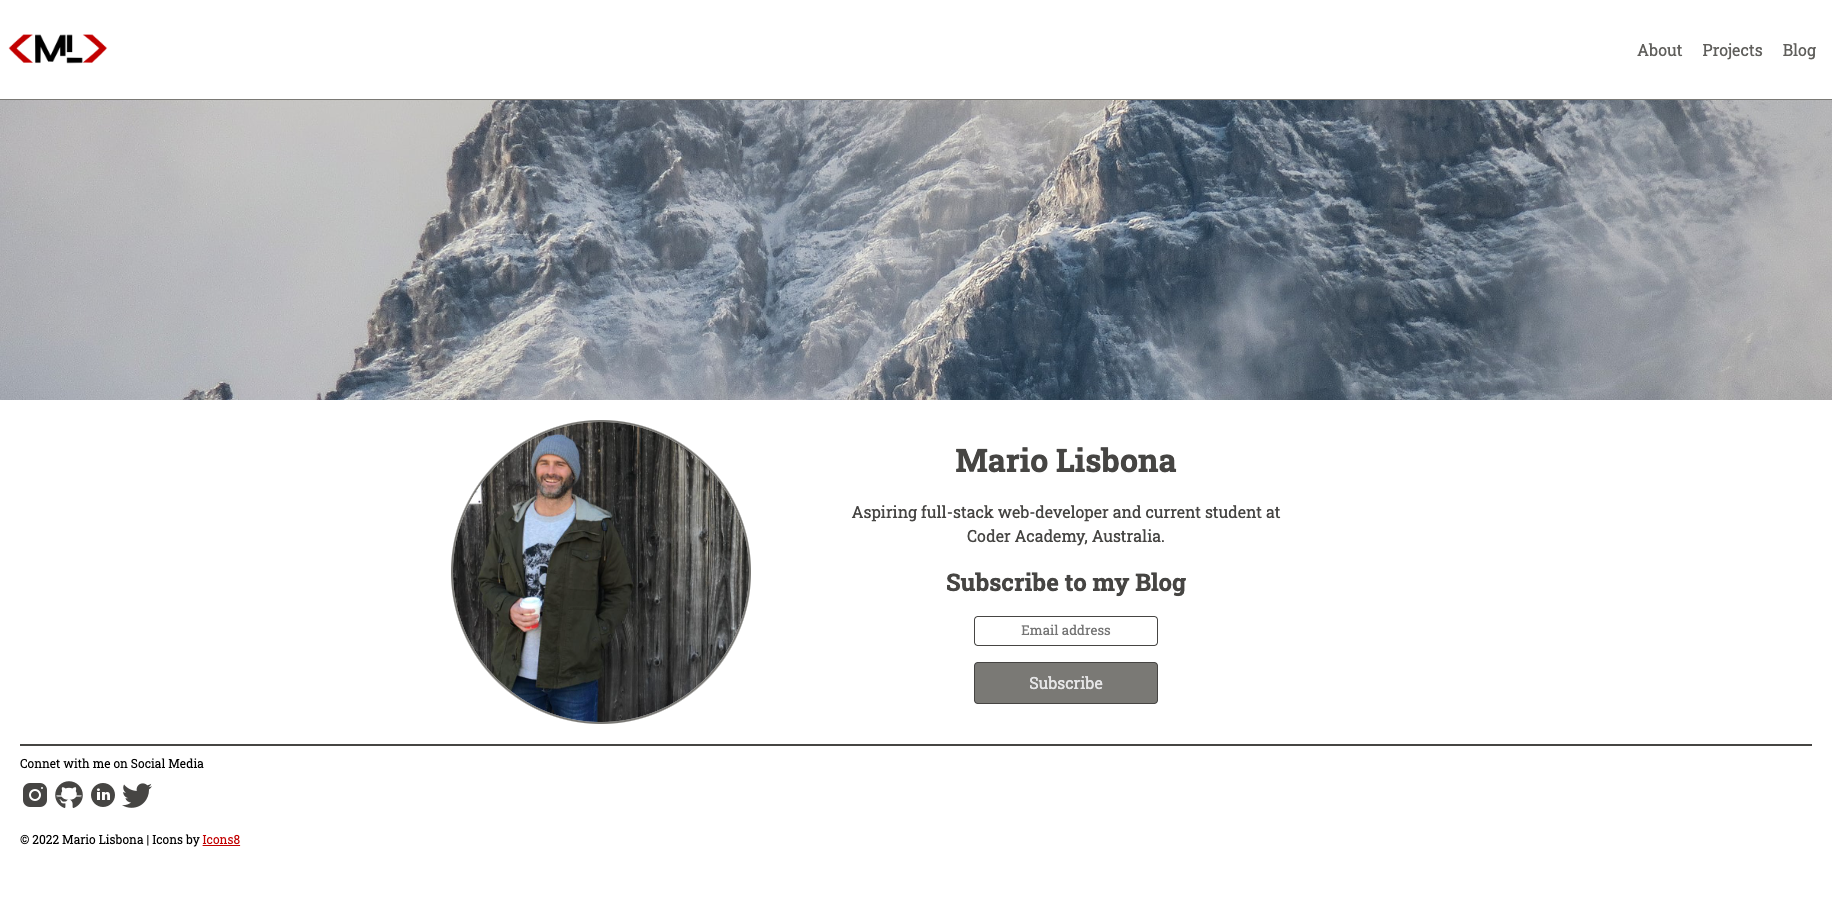 <ML>
About Projects Blog
Mario Lisbona
Aspiring full-stack web-developer and current student at
Coder Academy, Australia.
Subscribe to my Blog
Email address
Subscribe
Connet with me on Social Media
in
© 2022 Mario Lisbona | Icons by Icons8